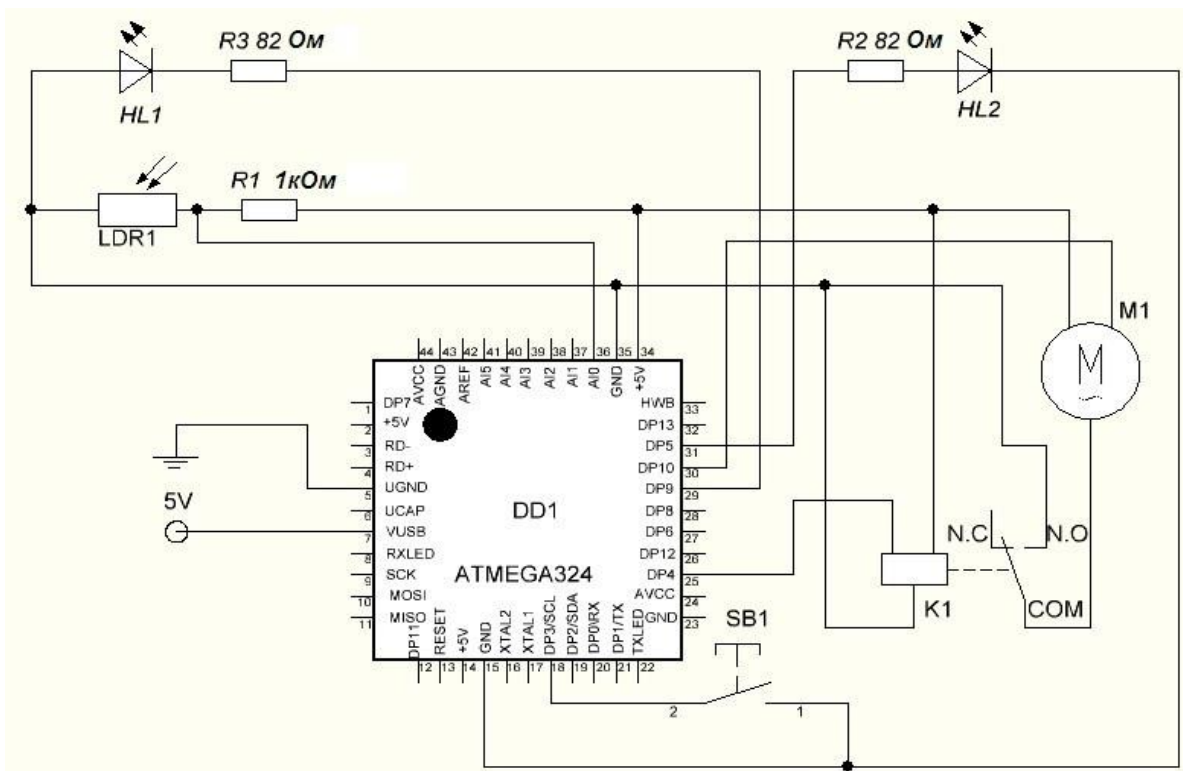 R3 82 Ом
R2 82 Ом
HL1
HL2
R1 1кОм
LDR1
M1
M
44 43 42 41 40 39 38 37 36 35 34
AVCC AGND AREF AI5 AI4 AI3 AI2 AI1 AI0 GND +5V
1 DP7
2 +5V
3 RD-
4 RD+
5 UGND
6 UCAP
7 VUSB
8 RXLED
9 SCK
10 MOSI
11 MISO
HWB 33
DP13 32
DP5 31
DP10 30
DP9 29
DP8 28
DP6 27
DP12 26
DP4 25
AVCC 24
GND 23
5V
DD1
ATMEGA324
N.C
N.O
K1
COM
SB1
DP11 RESET +5V GND XTAL2 XTAL1 DP3/SCL DP2/SDA DP0\RX DP1/TX TXLED
12 13 14 15 16 17 18 19 20 21 22
2
1